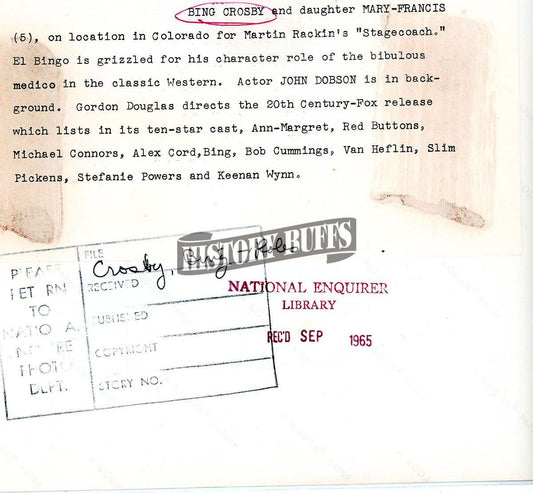 BING CROSBY and daughter MARY-FRANCIS
(5), on location in Colorado for Martin Rackin's "Stagecoach."
El Bingo is grizzled for his character role of the bibulous
medico in the classic Western. Actor JOHN DOBSON is in back-
ground. Gordon Douglas directs the 20th Century-Fox release
which lists in its ten-star cast, Ann-Margret, Red Buttons,
Michael Connors, Alex Cord,Bing, Bob Cummings, Van Heflin, Slim
Pickens, Stefanie Powers and Keenan Wynn.
HISTORY BUFFS
FILE
Crosby, Bing
RECEIVED
PUBLISHED
COPYRIGHT
STORY NO.
PLEASE
TO
DEPT.
NATIONAL ENQUIRER
LIBRARY
REC'D SEP 1965